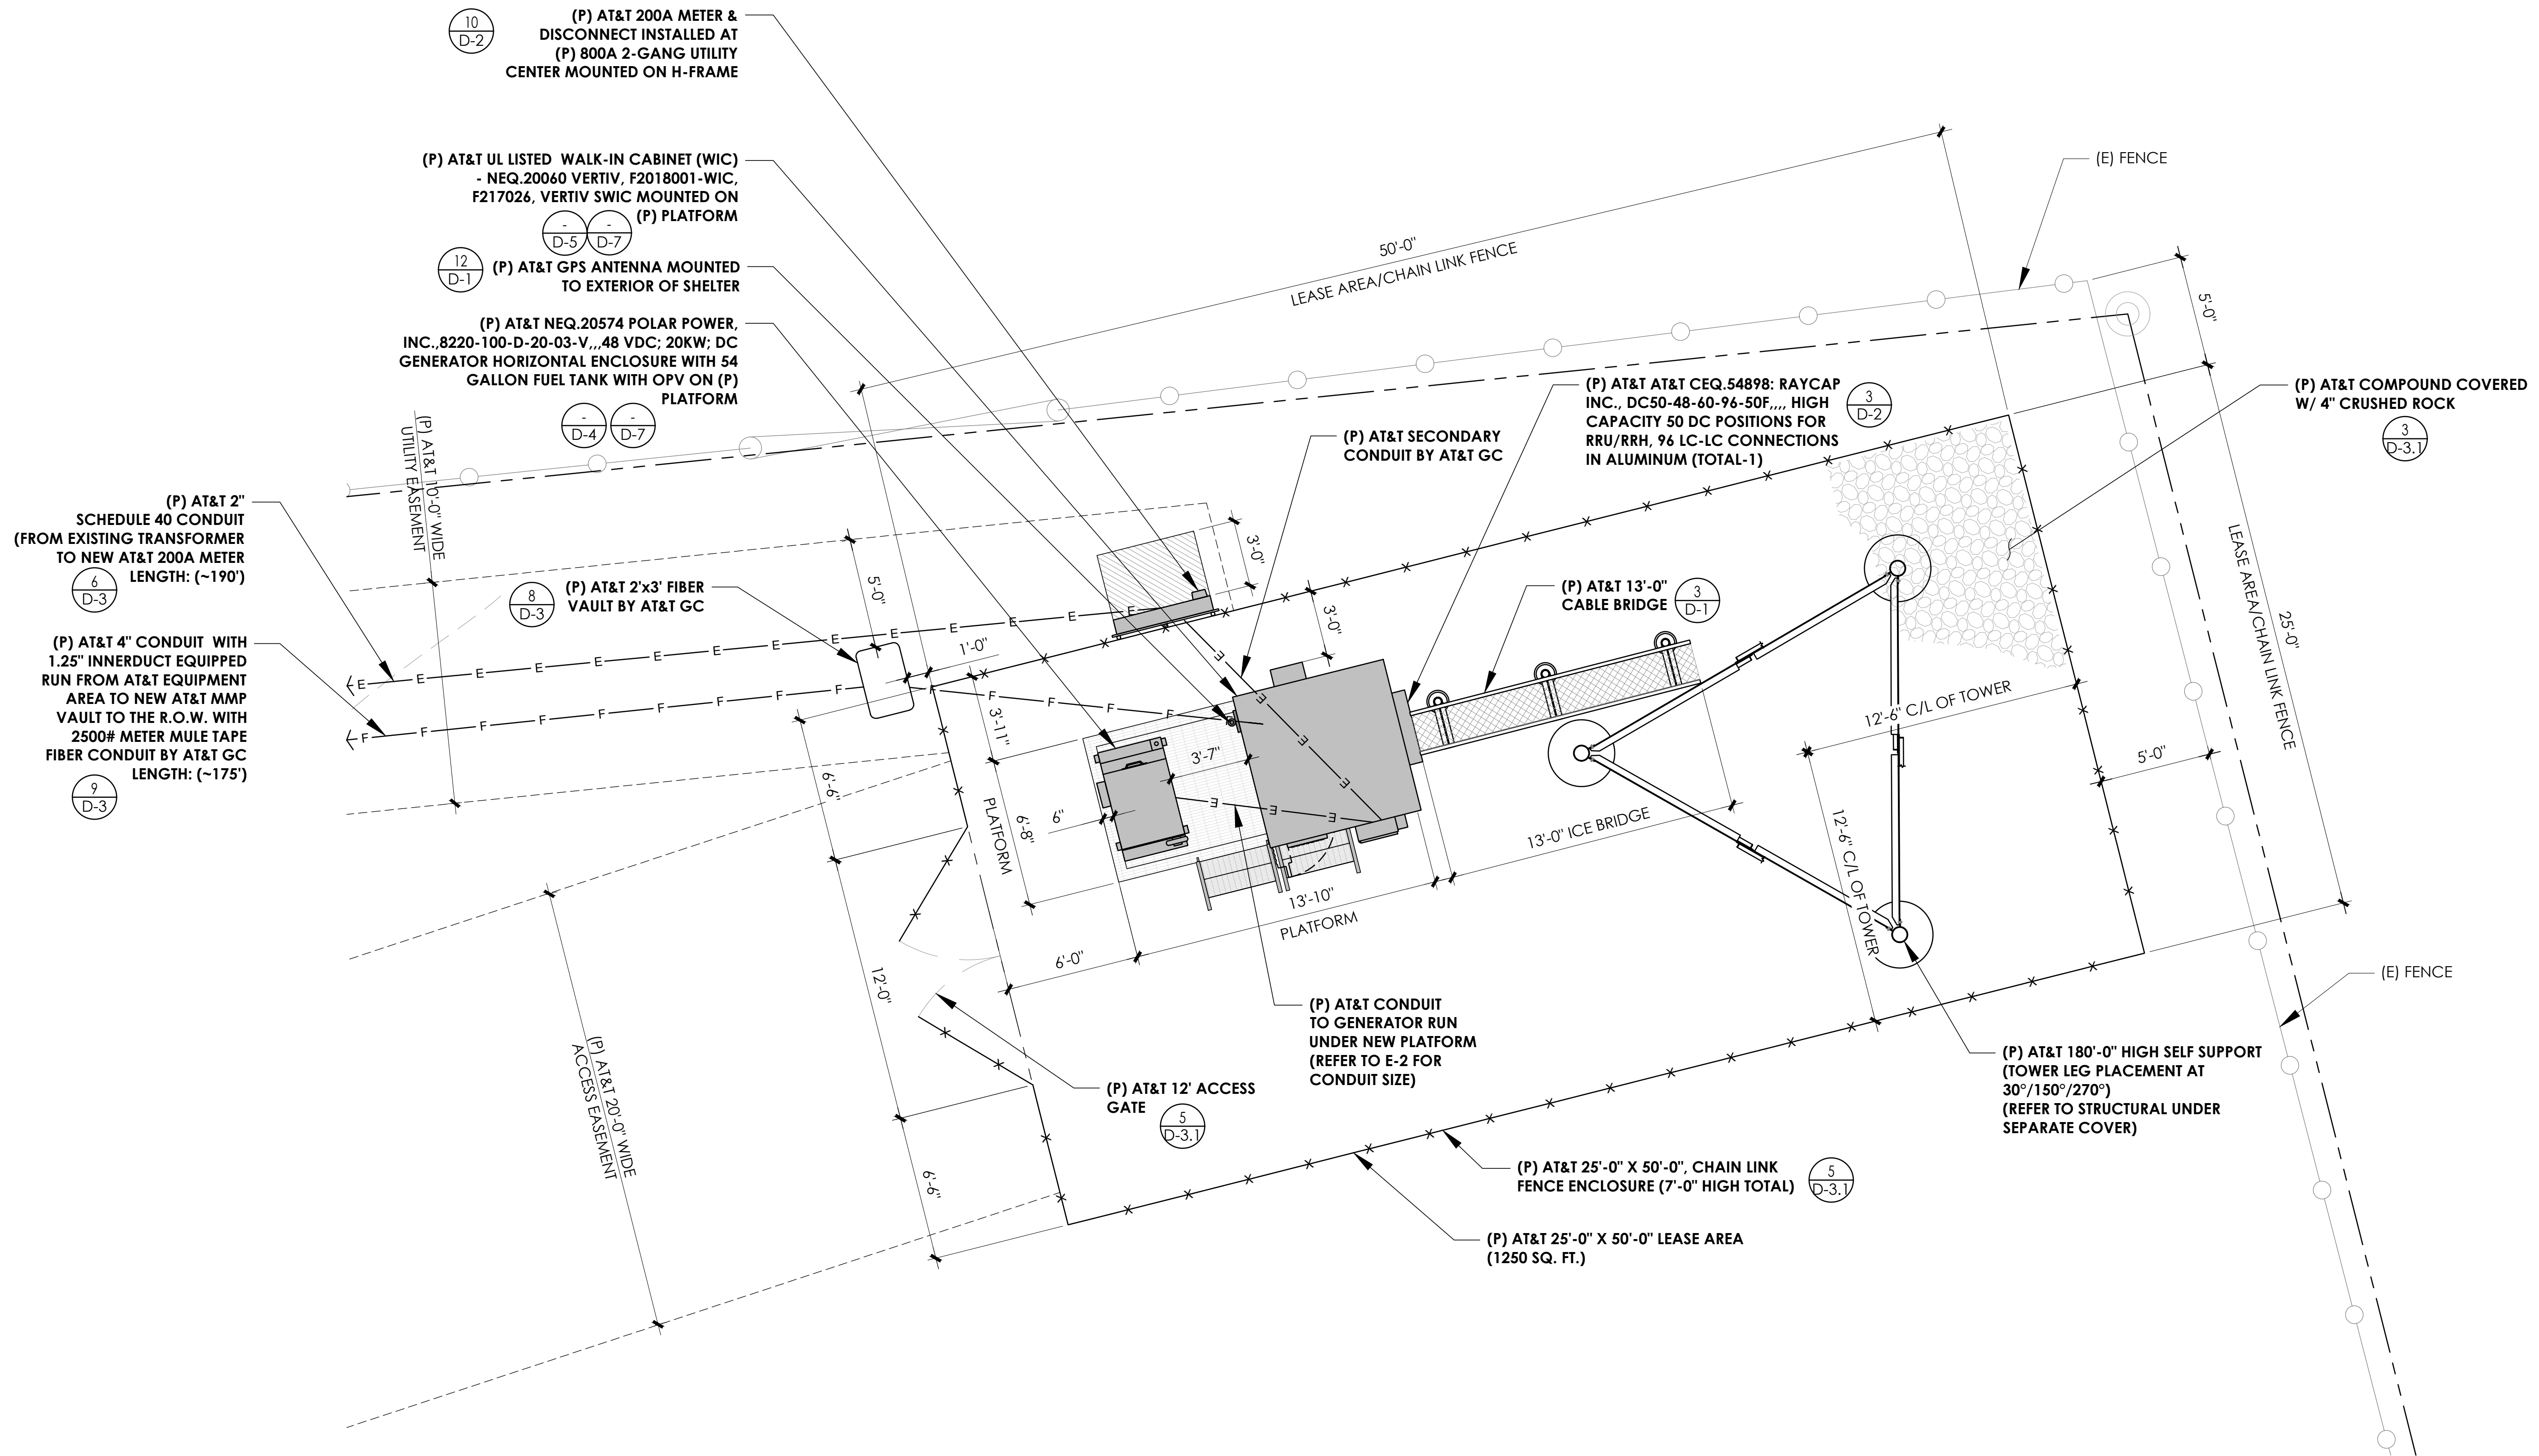 10
D-2
(P) AT&T 200A METER &
DISCONNECT INSTALLED AT
(P) 800A 2-GANG UTILITY
CENTER MOUNTED ON H-FRAME
(P) AT&T UL LISTED WALK-IN CABINET (WIC)
- NEQ.20060 VERTIV, F2018001-WIC,
F217026, VERTIV SWIC MOUNTED ON
(P) PLATFORM
-
D-5
-
D-7
12
D-1
(P) AT&T GPS ANTENNA MOUNTED
TO EXTERIOR OF SHELTER
(P) AT&T NEQ.20574 POLAR POWER,
INC.,8220-100-D-20-03-V,,,48 VDC; 20KW; DC
GENERATOR HORIZONTAL ENCLOSURE WITH 54
GALLON FUEL TANK WITH OPV ON (P)
PLATFORM
-
D-4
-
D-7
(P) AT&T 10'-0" WIDE
UTILITY EASEMENT
(P) AT&T 2"
SCHEDULE 40 CONDUIT
(FROM EXISTING TRANSFORMER
TO NEW AT&T 200A METER
LENGTH: (~190')
6
D-3
(P) AT&T 4" CONDUIT WITH
1.25" INNERDUCT EQUIPPED
RUN FROM AT&T EQUIPMENT
AREA TO NEW AT&T MMP
VAULT TO THE R.O.W. WITH
2500# METER MULE TAPE
FIBER CONDUIT BY AT&T GC
LENGTH: (~175')
9
D-3
8
D-3
(P) AT&T 2'x3' FIBER
VAULT BY AT&T GC
50'-0"
LEASE AREA/CHAIN LINK FENCE
(E) FENCE
5'-0"
(P) AT&T AT&T CEQ.54898: RAYCAP
INC., DC50-48-60-96-50F,,,, HIGH
CAPACITY 50 DC POSITIONS FOR
RRU/RRH, 96 LC-LC CONNECTIONS
IN ALUMINUM (TOTAL-1)
3
D-2
(P) AT&T COMPOUND COVERED
W/ 4" CRUSHED ROCK
3
D-3.1
(P) AT&T SECONDARY
CONDUIT BY AT&T GC
(P) AT&T 13'-0"
CABLE BRIDGE
3
D-1
25'-0"
LEASE AREA/CHAIN LINK FENCE
5'-0"
3'-0"
3'-0"
1'-0"
3'-11"
3'-7"
6"
6'-8"
PLATFORM
6'-6"
12'-0"
6'-6"
13'-10"
PLATFORM
6'-0"
13'-0" ICE BRIDGE
12'-6" C/L OF TOWER
12'-6" C/L OF TOWER
5'-0"
E E E E E E E E E E E E E E
F F F F F F F F F F F F F
E E E E
E E E
(P) AT&T 20'-0" WIDE
ACCESS EASEMENT
(P) AT&T CONDUIT
TO GENERATOR RUN
UNDER NEW PLATFORM
(REFER TO E-2 FOR
CONDUIT SIZE)
(P) AT&T 12' ACCESS
GATE
5
D-3.1
(E) FENCE
(P) AT&T 180'-0" HIGH SELF SUPPORT
(TOWER LEG PLACEMENT AT
30°/150°/270°)
(REFER TO STRUCTURAL UNDER
SEPARATE COVER)
(P) AT&T 25'-0" X 50'-0", CHAIN LINK
FENCE ENCLOSURE (7'-0" HIGH TOTAL)
5
D-3.1
(P) AT&T 25'-0" X 50'-0" LEASE AREA
(1250 SQ. FT.)